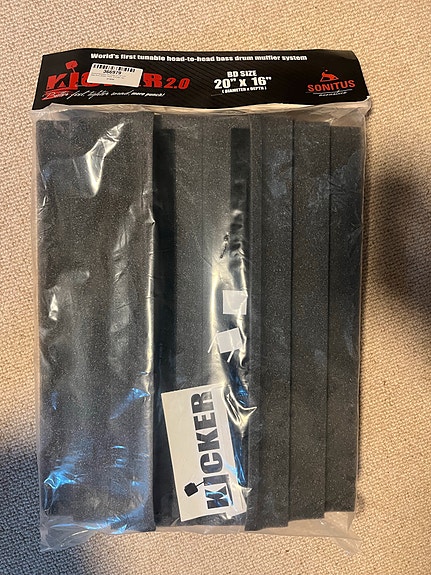 World's first tunable head-to-head bass drum muffler system
366979
KICKER 2.0
Better feel, tighter sound, more punch!
BD SIZE
20" x 16"
( DIAMETER x DEPTH )
SONITUS
KICKER